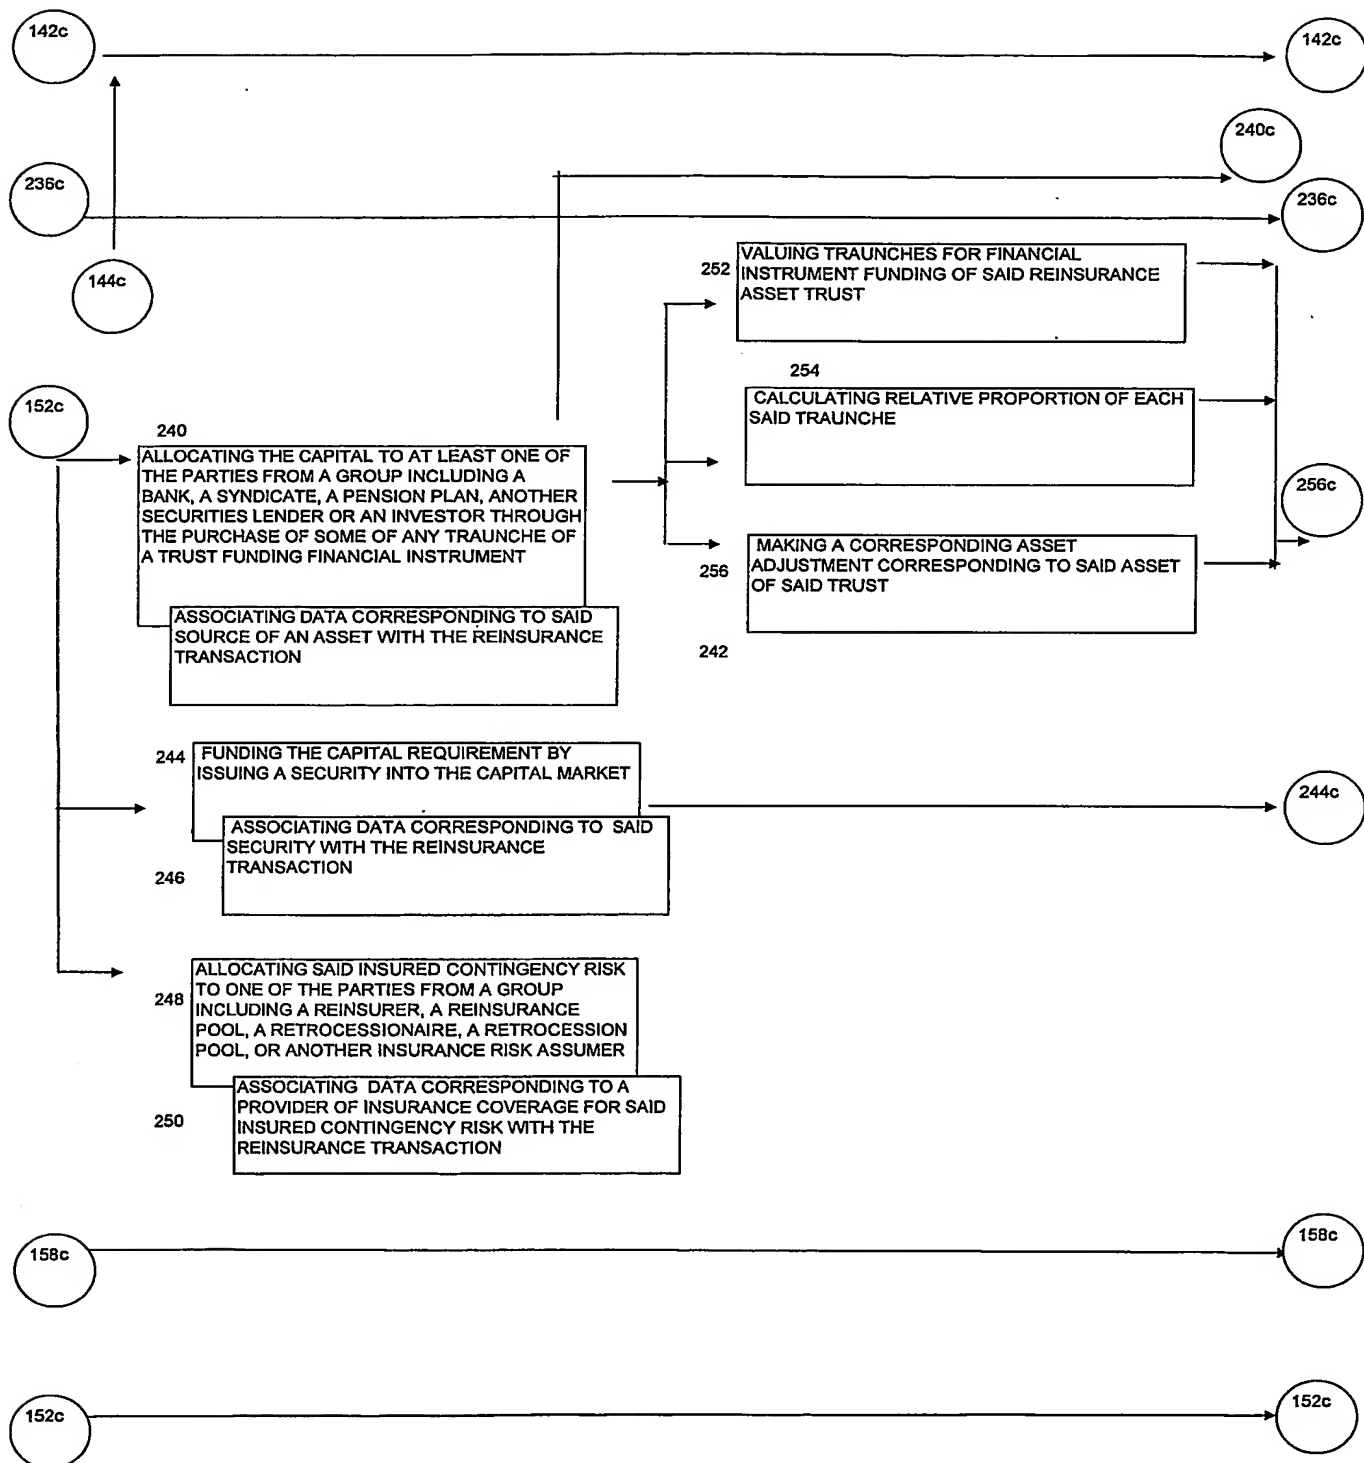 142c
142c
240c
236c
236c
144c
252
VALUING TRAUNCHES FOR FINANCIAL
INSTRUMENT FUNDING OF SAID REINSURANCE
ASSET TRUST
254
CALCULATING RELATIVE PROPORTION OF EACH
SAID TRAUNCHE
152c
240
ALLOCATING THE CAPITAL TO AT LEAST ONE OF
THE PARTIES FROM A GROUP INCLUDING A
BANK, A SYNDICATE, A PENSION PLAN, ANOTHER
SECURITIES LENDER OR AN INVESTOR THROUGH
THE PURCHASE OF SOME OF ANY TRAUNCHE OF
A TRUST FUNDING FINANCIAL INSTRUMENT
256c
256
MAKING A CORRESPONDING ASSET
ADJUSTMENT CORRESPONDING TO SAID ASSET
OF SAID TRUST
ASSOCIATING DATA CORRESPONDING TO SAID
SOURCE OF AN ASSET WITH THE REINSURANCE
TRANSACTION
242
244
FUNDING THE CAPITAL REQUIREMENT BY
ISSUING A SECURITY INTO THE CAPITAL MARKET
244c
ASSOCIATING DATA CORRESPONDING TO SAID
SECURITY WITH THE REINSURANCE
TRANSACTION
246
248
ALLOCATING SAID INSURED CONTINGENCY RISK
TO ONE OF THE PARTIES FROM A GROUP
INCLUDING A REINSURER, A REINSURANCE
POOL, A RETROCESSIONAIRE, A RETROCESSION
POOL, OR ANOTHER INSURANCE RISK ASSUMER
250
ASSOCIATING DATA CORRESPONDING TO A
PROVIDER OF INSURANCE COVERAGE FOR SAID
INSURED CONTINGENCY RISK WITH THE
REINSURANCE TRANSACTION
158c
158c
152c
152c